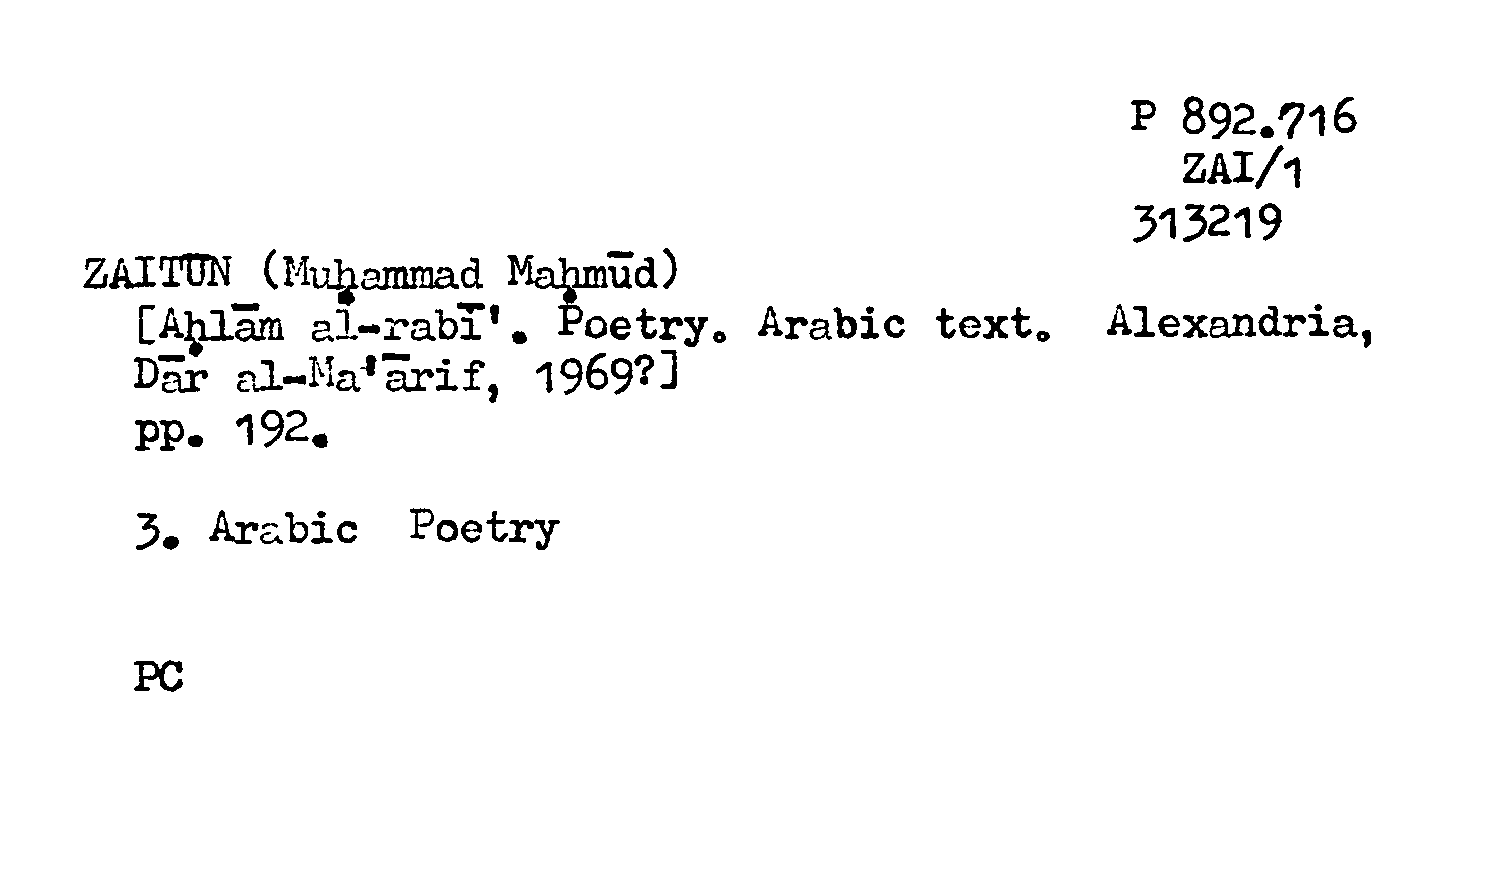 P 892.716
ZAI/1
313219
ZAITŪN (Muḥammad Maḥmūd)
[Aḥlām al-rabī'. Poetry. Arabic text. Alexandria,
Dār al-Ma'ārif, 1969?]
pp. 192.
3. Arabic Poetry
PC